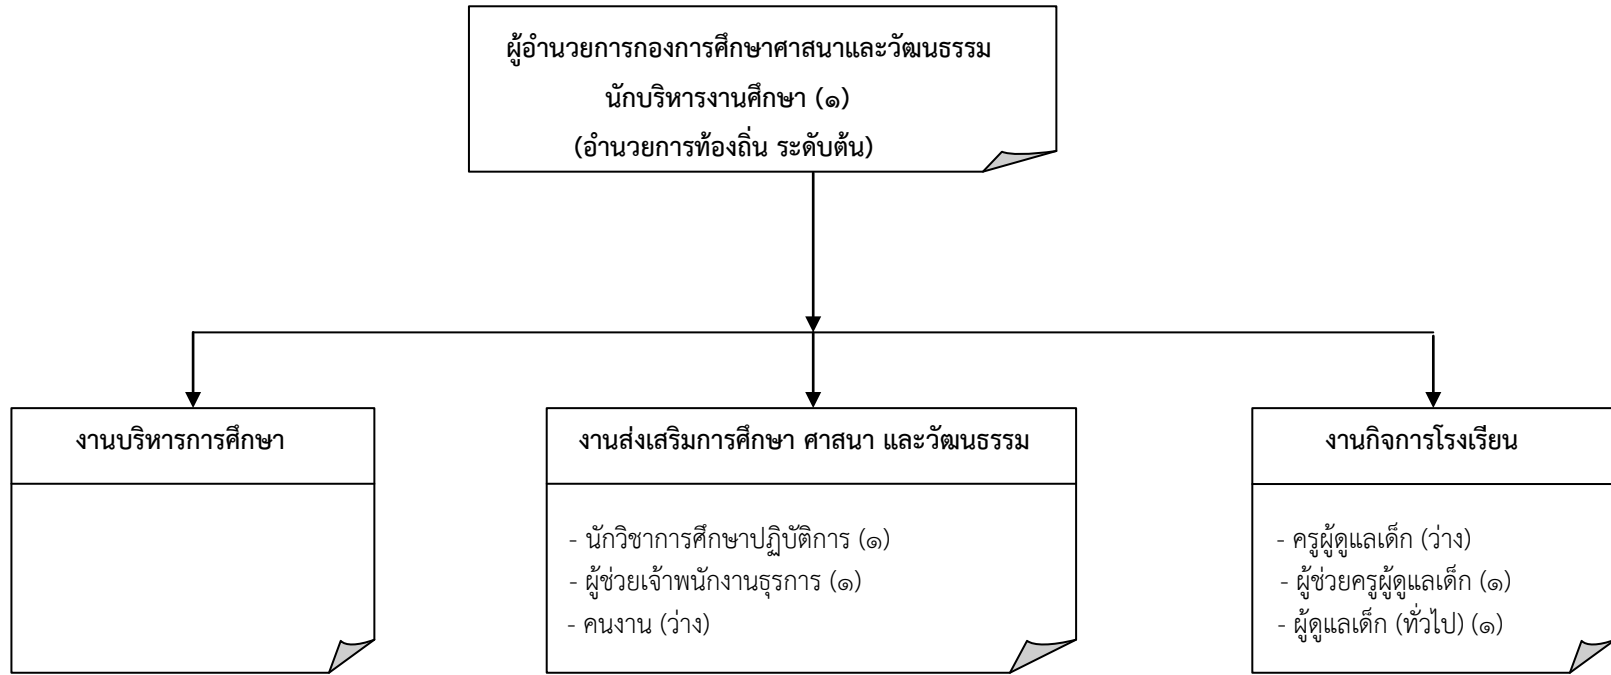 ผู้อำนวยการกองการศึกษาศาสนาและวัฒนธรรม
นักบริหารงานศึกษา (๑)
(อำนวยการท้องถิ่น ระดับต้น)
งานบริหารการศึกษา
งานส่งเสริมการศึกษา ศาสนา และวัฒนธรรม
- นักวิชาการศึกษาปฏิบัติการ (๑)
- ผู้ช่วยเจ้าพนักงานธุรการ (๑)
- คนงาน (ว่าง)
งานกิจการโรงเรียน
- ครูผู้ดูแลเด็ก (ว่าง)
- ผู้ช่วยครูผู้ดูแลเด็ก (๑)
- ผู้ดูแลเด็ก (ทั่วไป) (๑)